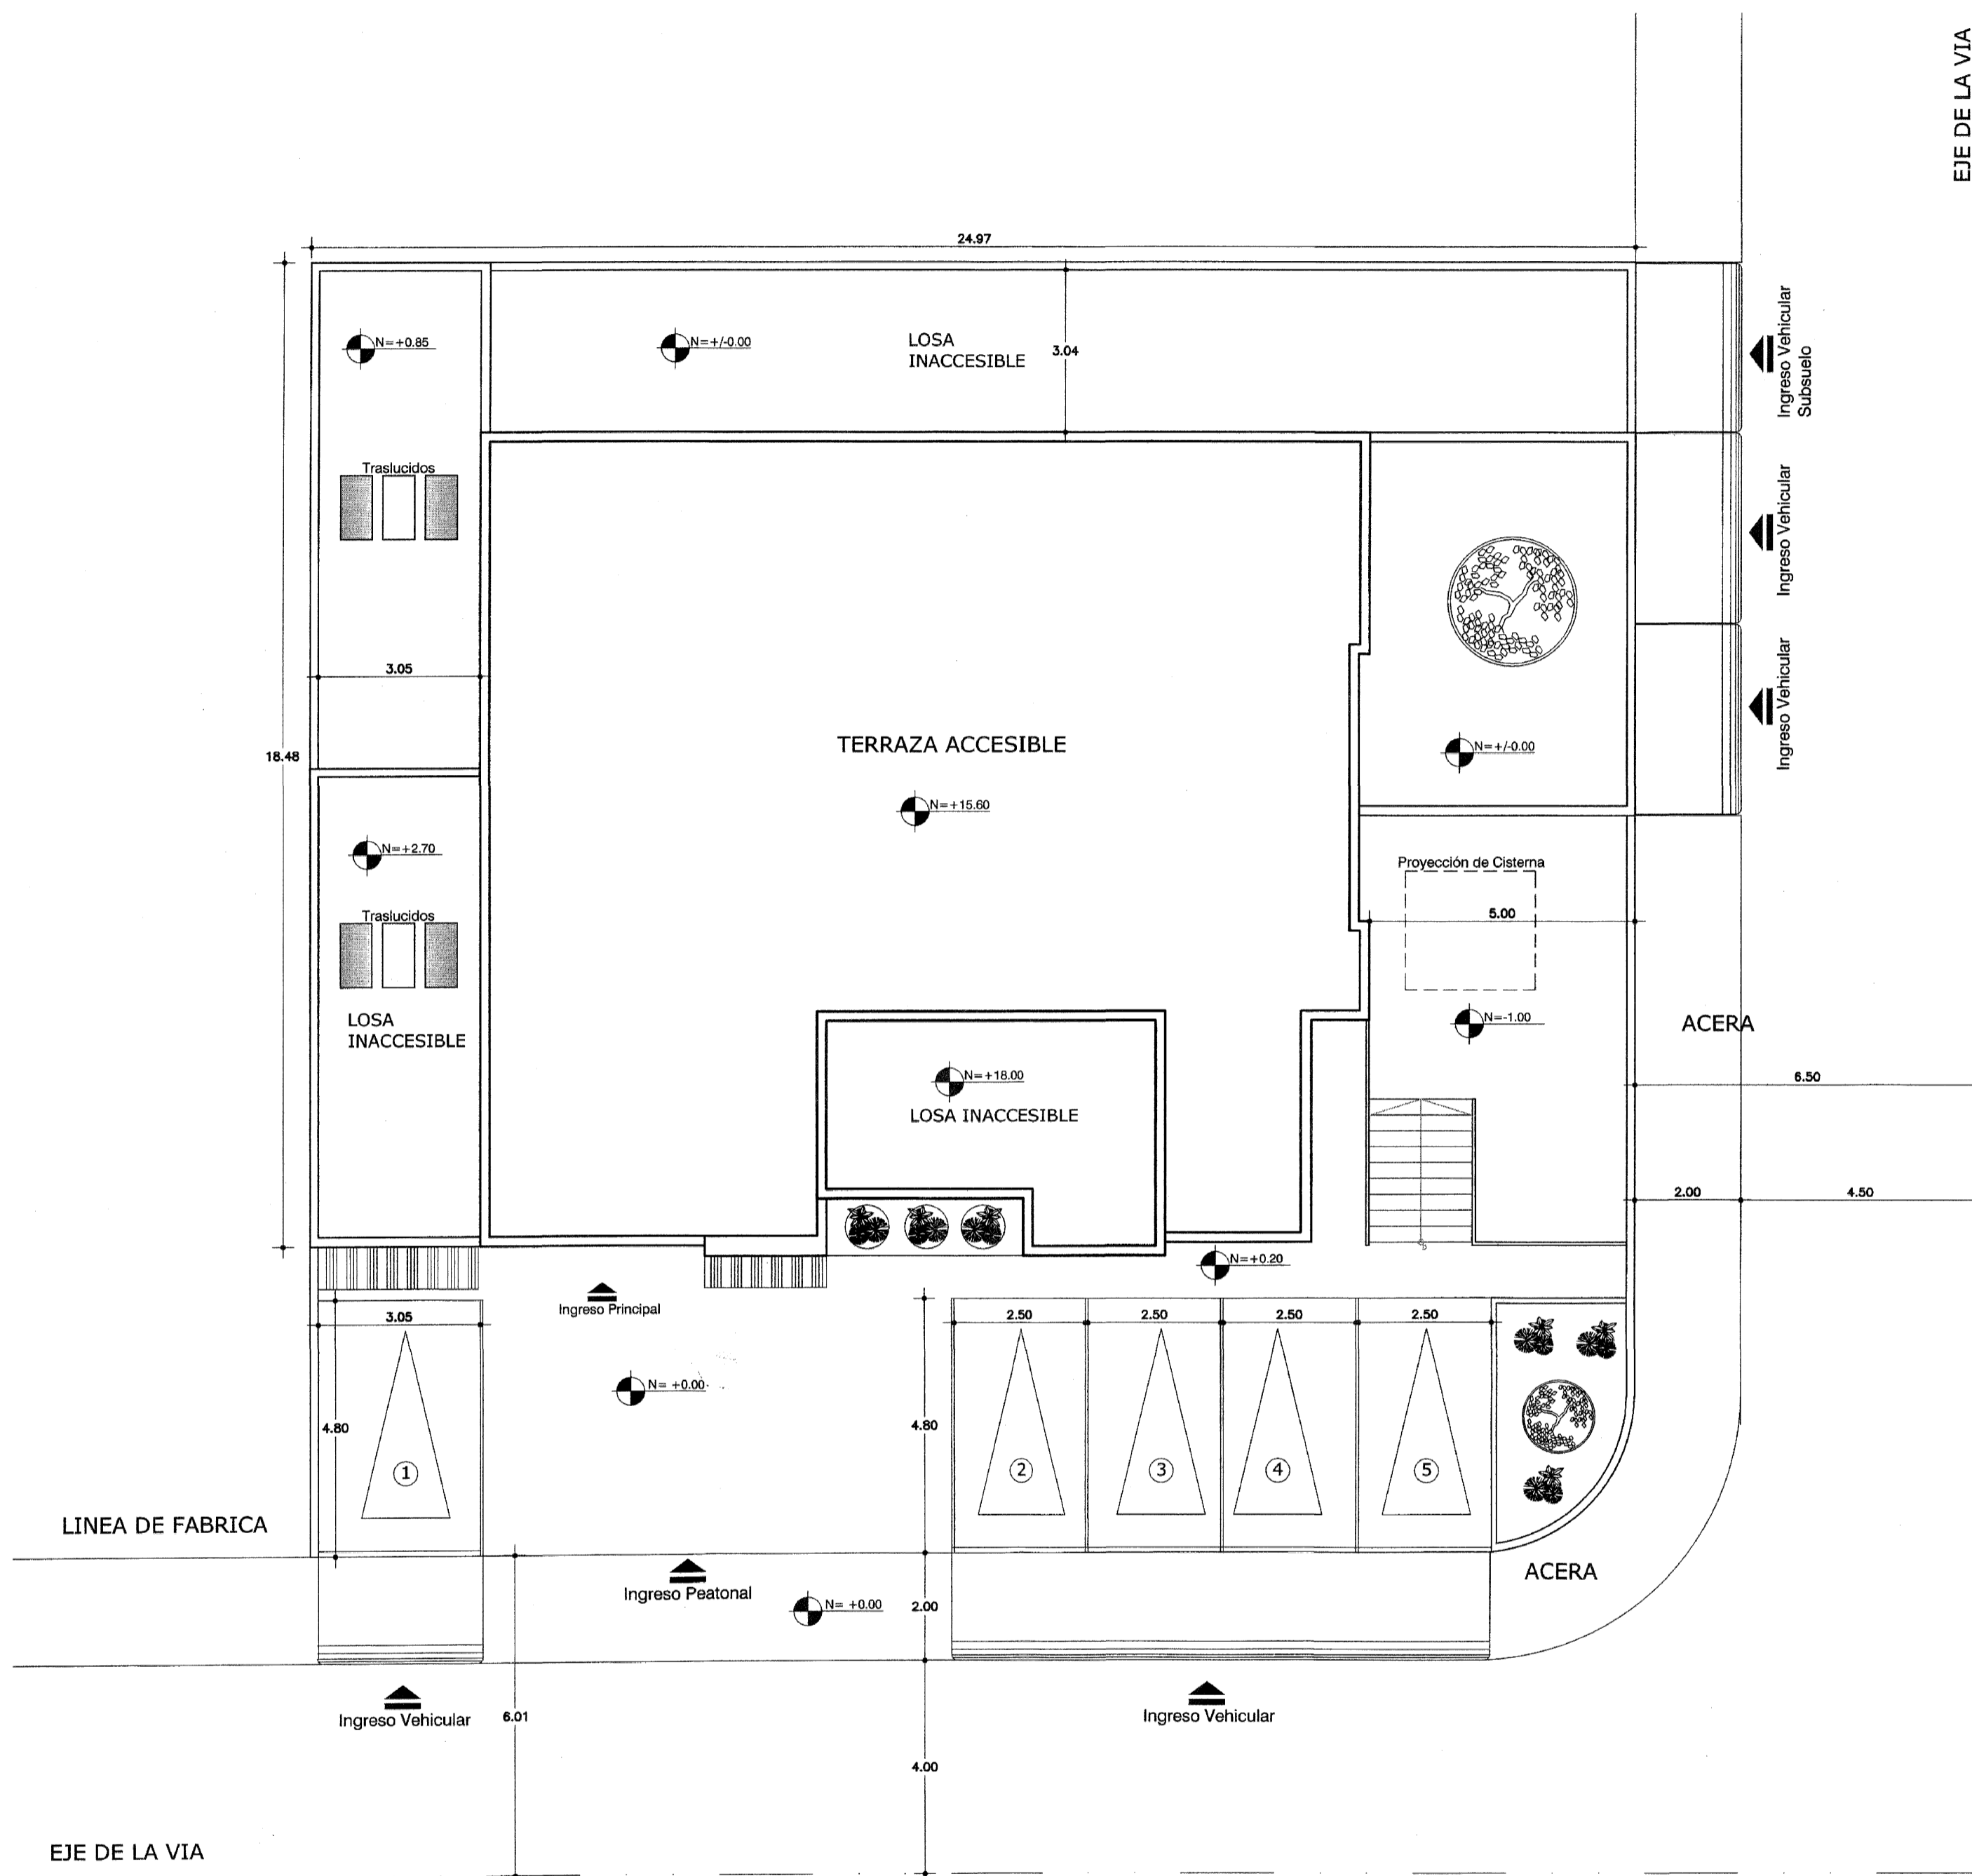 EJE DE LA VIA
24.97
N=+0.85
N=+/-0.00
LOSA
INACCESIBLE
3.04
Ingreso Vehicular
Subsuelo
Traslucidos
Ingreso Vehicular
3.05
Ingreso Vehicular
18.48
TERRAZA ACCESIBLE
N=+/-0.00
N=+15.60
N=+2.70
Proyección de Cisterna
Traslucidos
5.00
LOSA
INACCESIBLE
N=-1.00
ACERA
N=+18.00
LOSA INACCESIBLE
6.50
2.00
4.50
N=+0.20
Ingreso Principal
3.05
2.50
2.50
2.50
2.50
N= +0.00
4.80
4.80
1
2
3
4
5
LINEA DE FABRICA
ACERA
Ingreso Peatonal
N= +0.00
2.00
Ingreso Vehicular
6.01
Ingreso Vehicular
4.00
EJE DE LA VIA